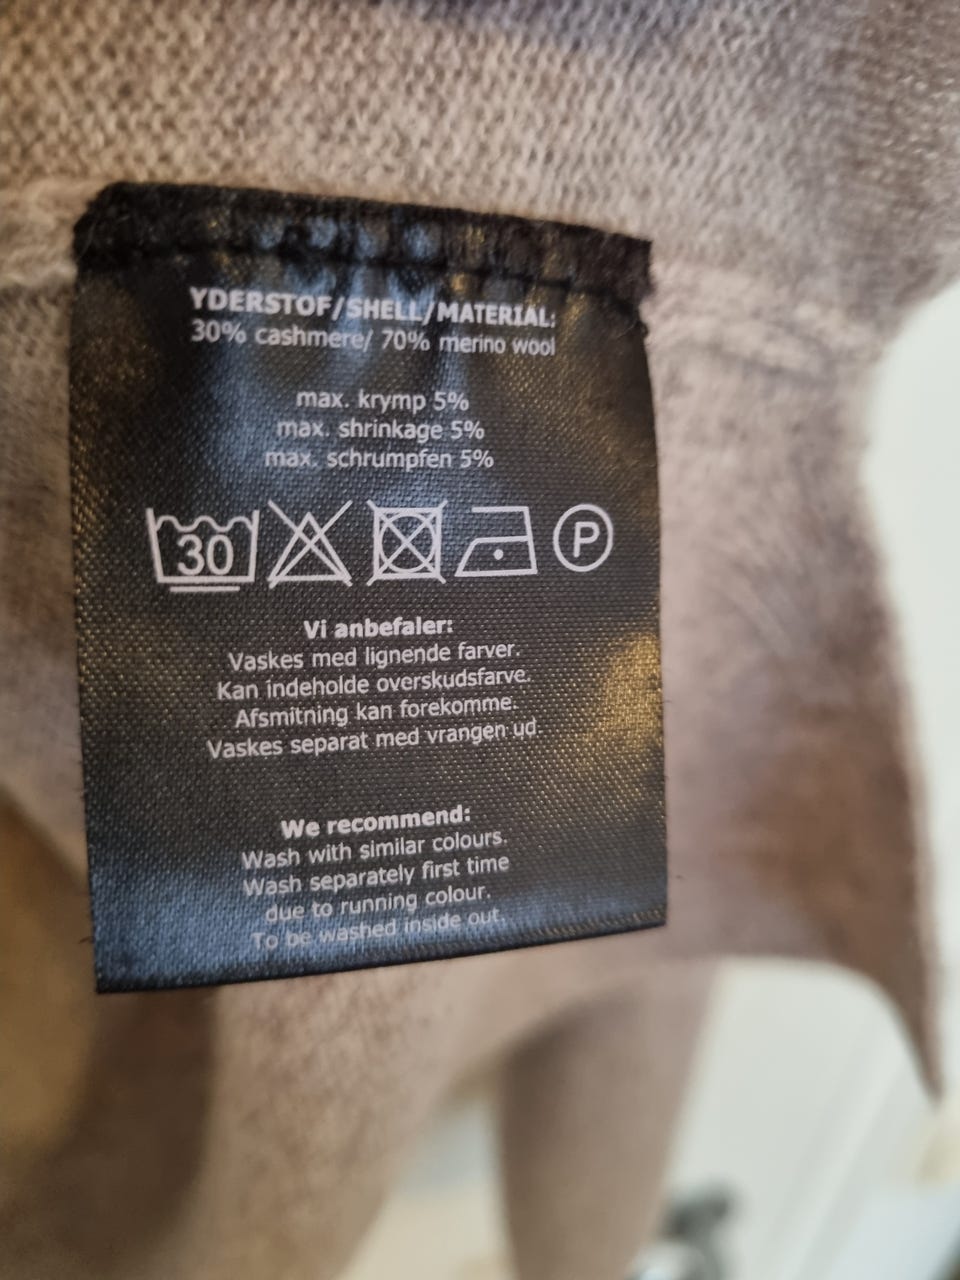 YDERSTOF/SHELL/MATERIAL:
30% cashmere/ 70% merino wool
max. krymp 5%
max. shrinkage 5%
max. schrumpfen 5%
30 P
Vi anbefaler:
Vaskes med lignende farver.
Kan indeholde overskudsfarve.
Afsmitning kan forekomme.
Vaskes separat med vrangen ud.
We recommend:
Wash with similar colours.
Wash separately first time
due to running colour.
To be washed inside out.